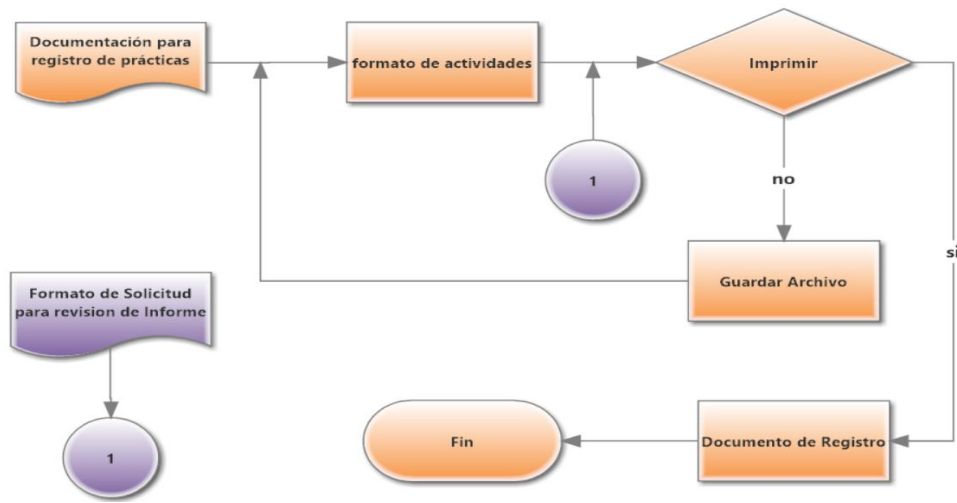 Documentación para
registro de prácticas
formato de actividades
Imprimir
1
no
si
Guardar Archivo
Formato de Solicitud
para revision de Informe
1
Fin
Documento de Registro